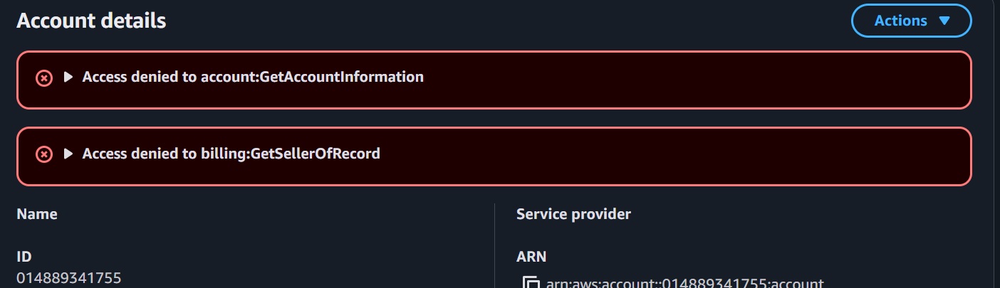 Account details
Actions
Access denied to account:GetAccountInformation
Access denied to billing:GetSellerOfRecord
Name
Service provider
ID
ARN
014889341755
arn:aws:account::014889341755:account